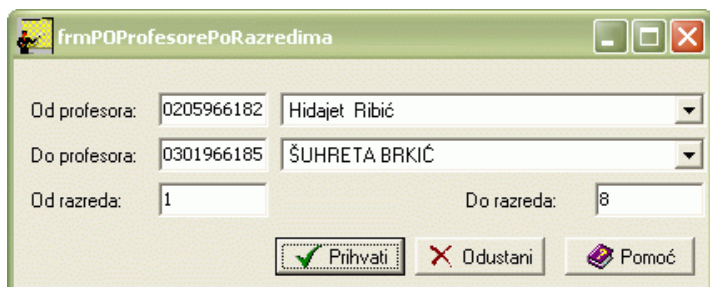 frmPOProfesorePoRazredima
Od profesora: 0205966182 Hidajet Ribić
Do profesora: 0301966185 ŠUHRETA BRKIĆ
Od razreda: 1 Do razreda: 8
Prihvati Odustani Pomoć